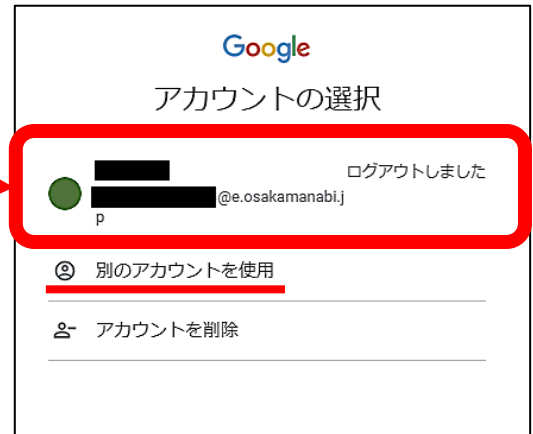 Google
アカウントの選択
ログアウトしました
@e.osakamanabi.j
p
別のアカウントを使用
アカウントを削除